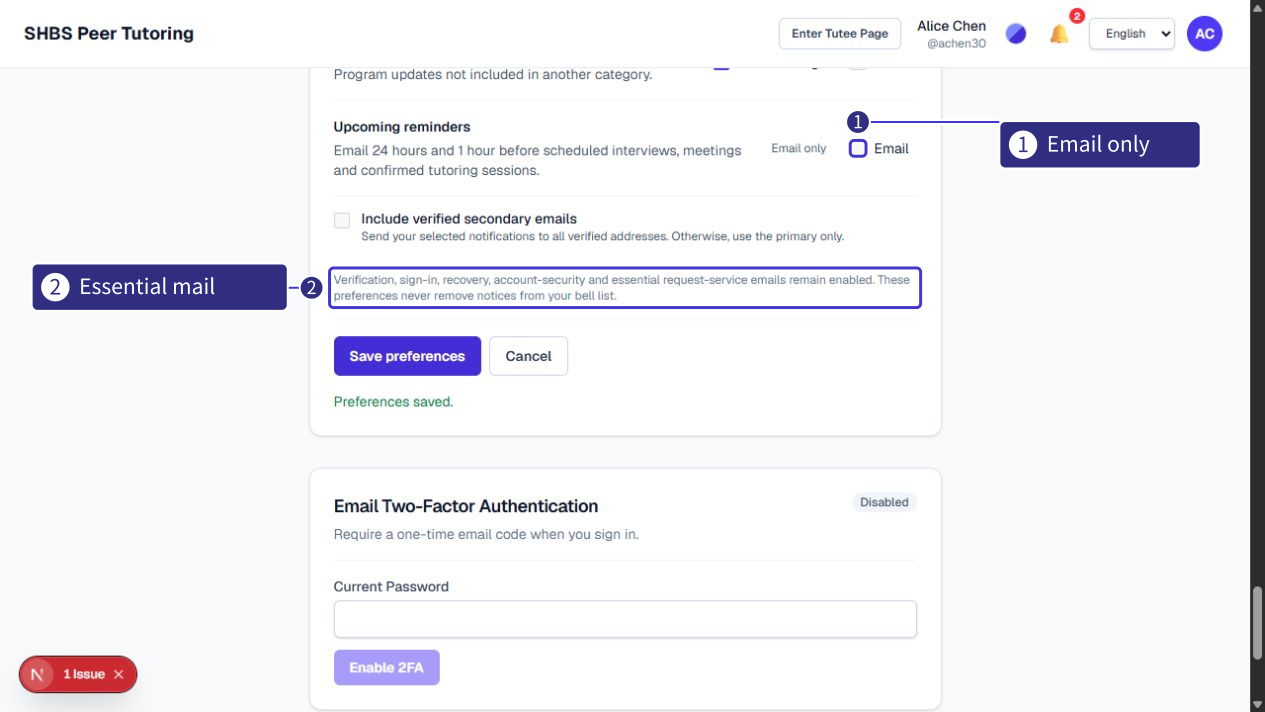 SHBS Peer Tutoring
Enter Tutee Page
Alice Chen
@achen30
2
English
AC
Program updates not included in another category.
Upcoming reminders
Email 24 hours and 1 hour before scheduled interviews, meetings
and confirmed tutoring sessions.
Email only
Email
1
1 Email only
Include verified secondary emails
Send your selected notifications to all verified addresses. Otherwise, use the primary only.
2 Essential mail
2
Verification, sign-in, recovery, account-security and essential request-service emails remain enabled. These
preferences never remove notices from your bell list.
Save preferences
Cancel
Preferences saved.
Email Two-Factor Authentication
Disabled
Require a one-time email code when you sign in.
Current Password
Enable 2FA
N
1 Issue